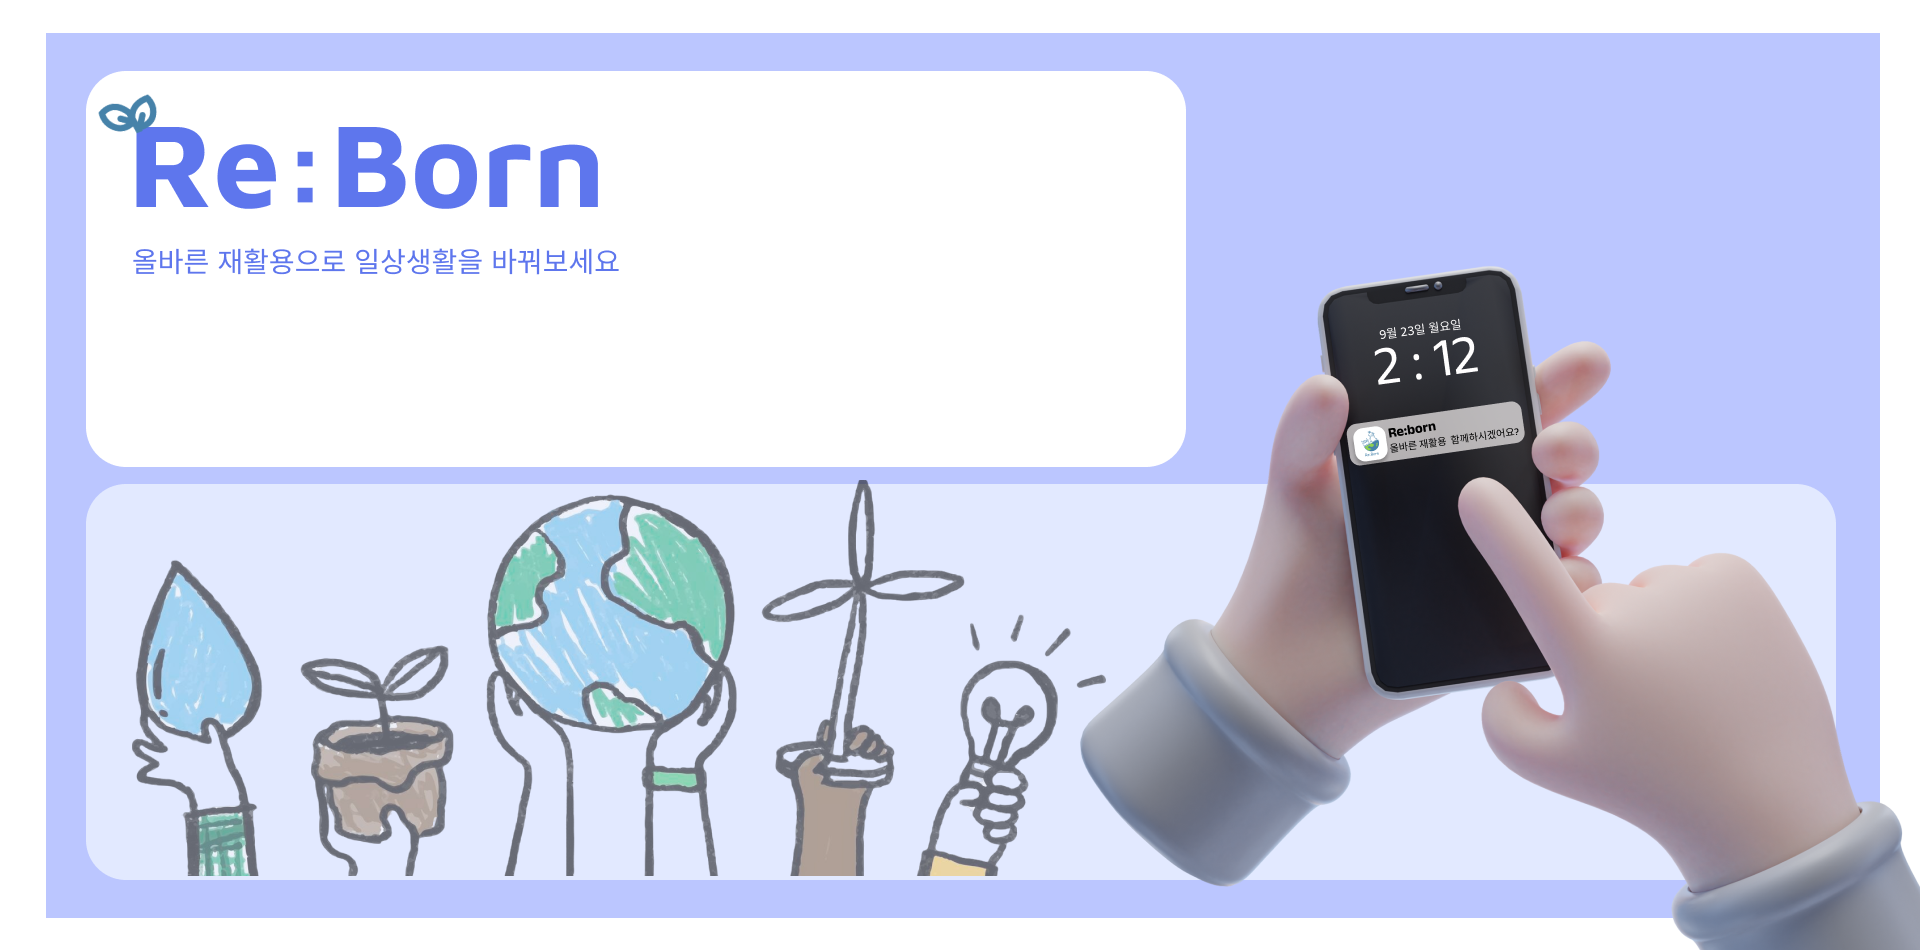 Re:Born
올바른 재활용으로 일상생활을 바꿔보세요
9월 23일 월요일
2 : 12
Re:born
올바른 재활용 함께하시겠어요?
Re:Born